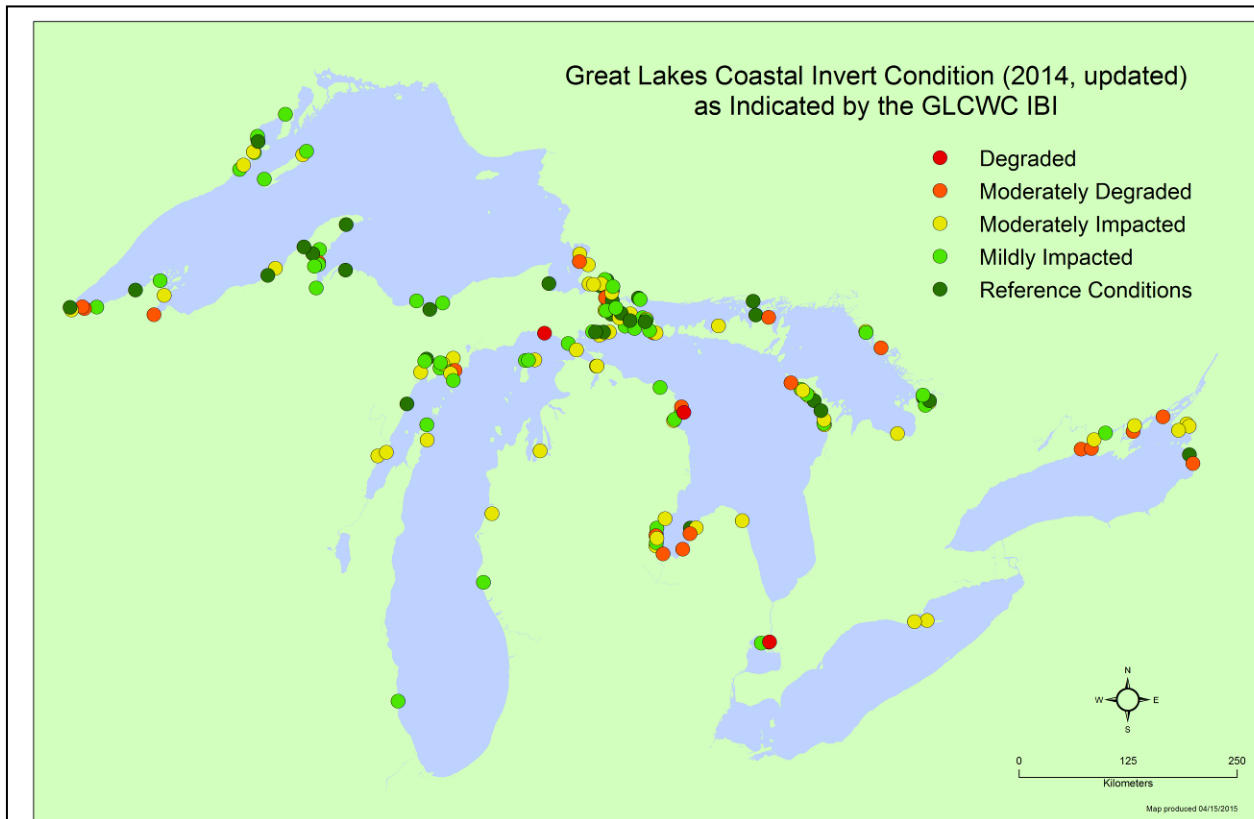 Great Lakes Coastal Invert Condition (2014, updated)
as Indicated by the GLCWC IBI
Degraded
Moderately Degraded
Moderately Impacted
Mildly Impacted
Reference Conditions
N
W E
S
0 125 250
Kilometers
Map produced 04/15/2015